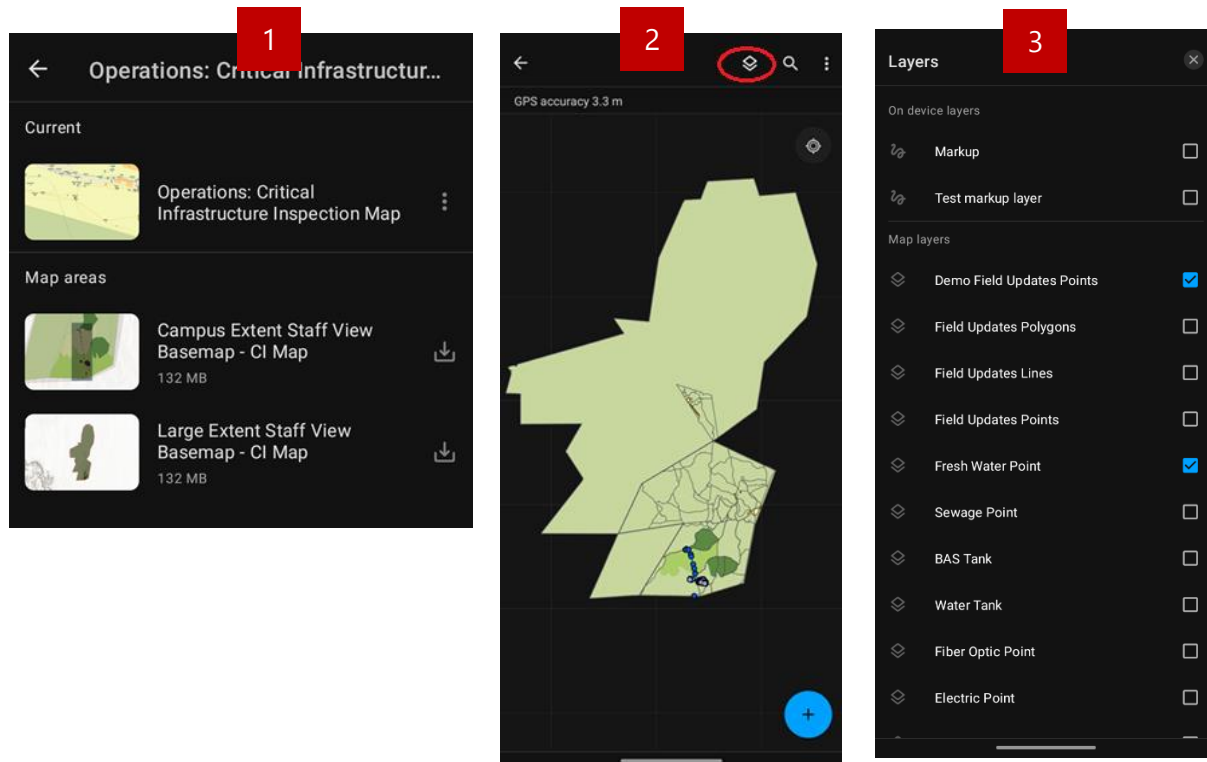 1
Operations: Critical Infrastructur...
Current
Operations: Critical
Infrastructure Inspection Map
Map areas
Campus Extent Staff View
Basemap - CI Map
132 MB
Large Extent Staff View
Basemap - CI Map
132 MB
2
GPS accuracy 3.3 m
3
Layers
On device layers
Markup
Test markup layer
Map layers
Demo Field Updates Points
Field Updates Polygons
Field Updates Lines
Field Updates Points
Fresh Water Point
Sewage Point
BAS Tank
Water Tank
Fiber Optic Point
Electric Point